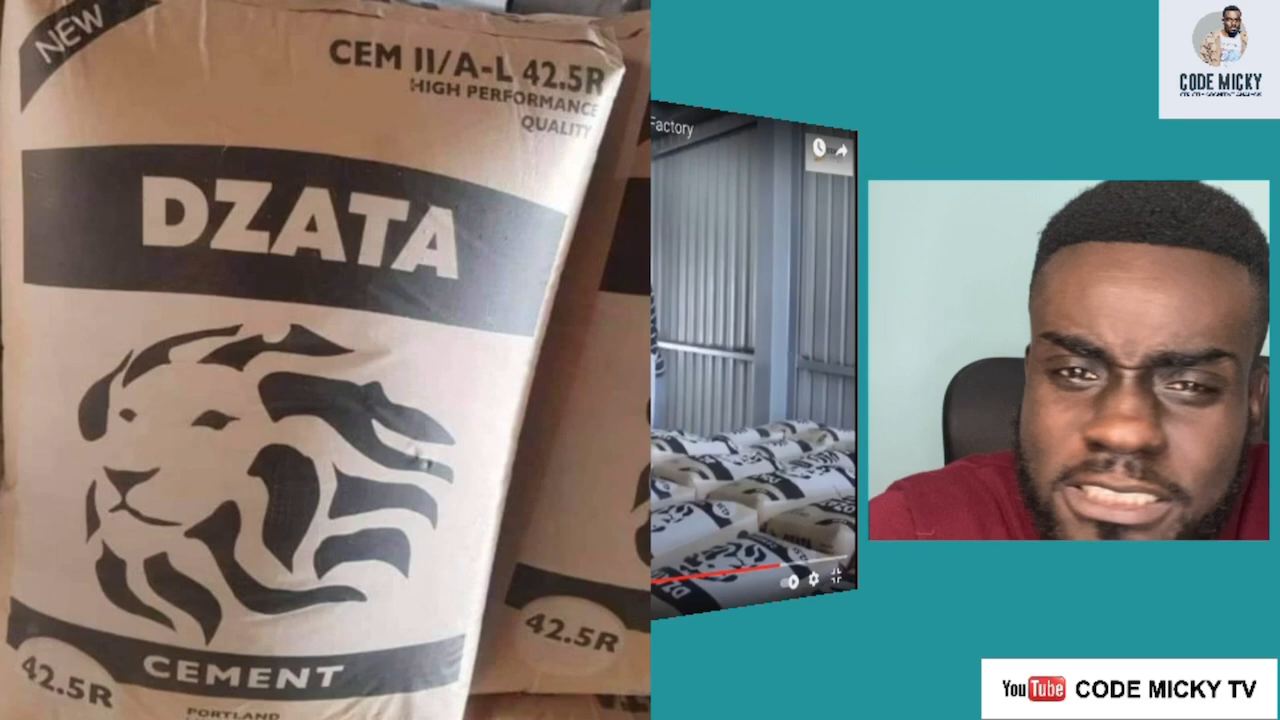 NEW
CEM II/A-L 42.5R
HIGH PERFORMANCE
QUALITY
DZATA
CEMENT
42.5R
PORTLAND
42.5R
Factory
CODE MICKY
YouTube CODE MICKY TV